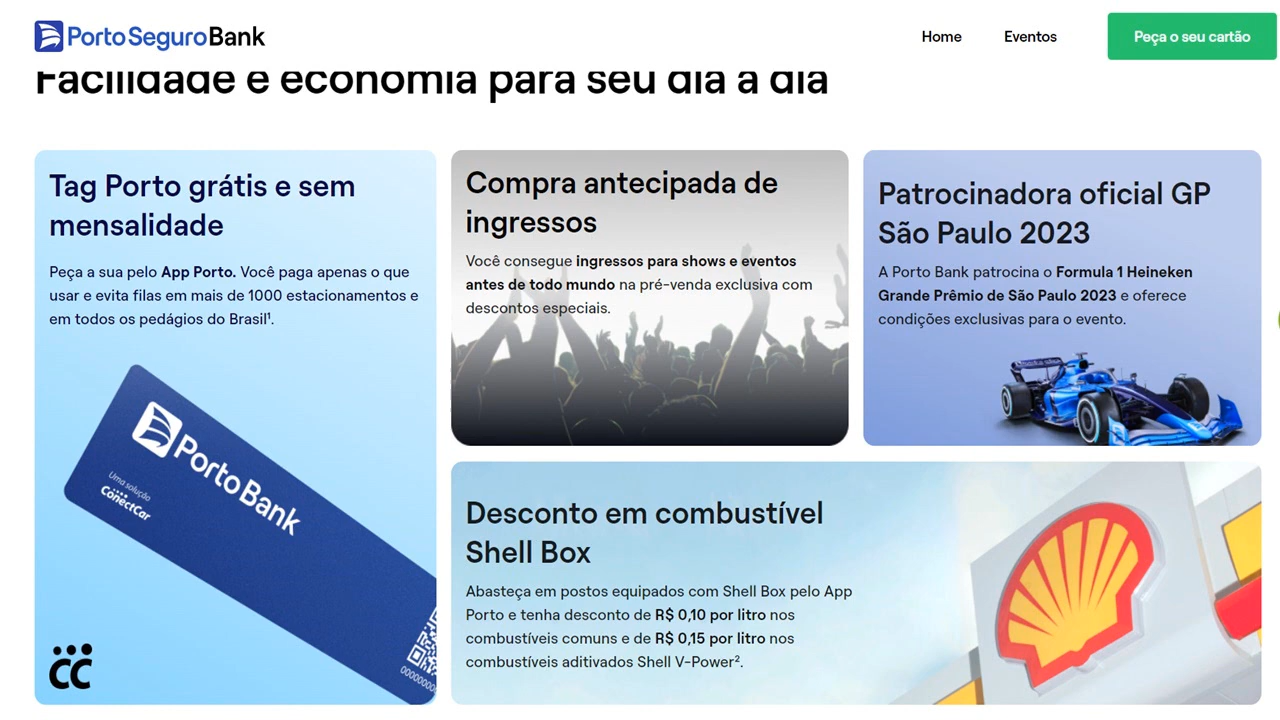 PortoSeguroBank
Home
Eventos
Peça o seu cartão
Facilidade e economia para seu dia a dia
Tag Porto grátis e sem
mensalidade
Peça a sua pelo App Porto. Você paga apenas o que
usar e evita filas em mais de 1000 estacionamentos e
em todos os pedágios do Brasil¹.
PortoBank
Uma solução
ConectCar
Compra antecipada de
ingressos
Você consegue ingressos para shows e eventos
antes de todo mundo na pré-venda exclusiva com
descontos especiais.
Patrocinadora oficial GP
São Paulo 2023
A Porto Bank patrocina o Formula 1 Heineken
Grande Prêmio de São Paulo 2023 e oferece
condições exclusivas para o evento.
Desconto em combustível
Shell Box
Abasteça em postos equipados com Shell Box pelo App
Porto e tenha desconto de R$ 0,10 por litro nos
combustíveis comuns e de R$ 0,15 por litro nos
combustíveis aditivados Shell V-Power².